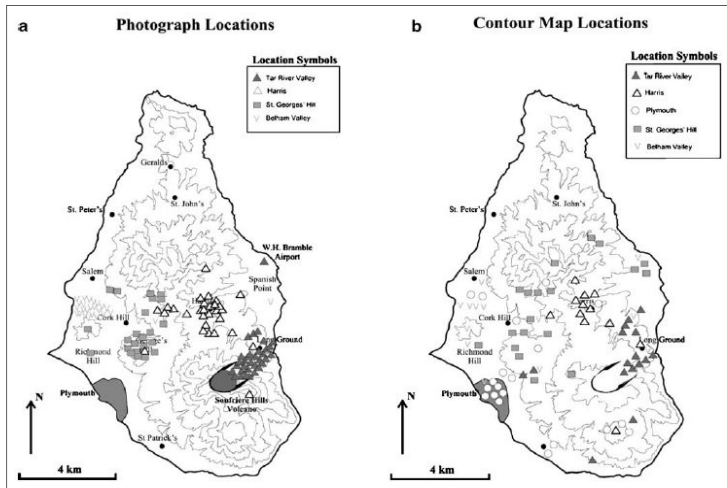 a
Photograph Locations
Location Symbols
Tar River Valley
Harris
St. Georges' Hill
Belham Valley
Geralds
St. John's
St. Peter's
W.H. Bramble
Airport
Spanish
Point
Salem
Cork Hill
Long Ground
Richmond
Hill
Plymouth
Soufriere Hills
Volcano
St Patrick's
N
4 km
b
Contour Map Locations
Location Symbols
Tar River Valley
Harris
Plymouth
St. Georges' Hill
Belham Valley
St. John's
St. Peter's
Salem
Cork Hill
Long Ground
Richmond
Hill
Plymouth
N
4 km